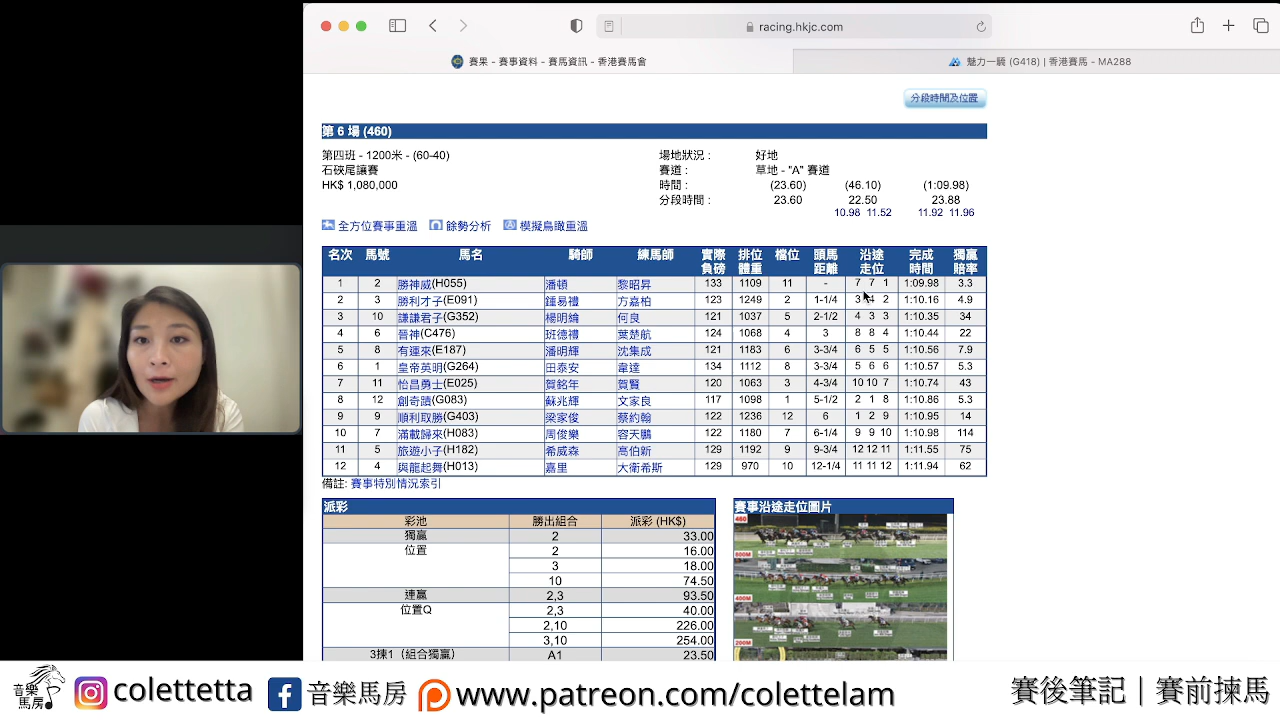 racing.hkjc.com
賽果 - 賽事資料 - 賽馬資訊 - 香港賽馬會
魅力一騎 (G418) | 香港賽馬 - MA288
分段時間及位置
第 6 場 (460)
第四班 - 1200米 - (60-40) 場地狀況 : 好地
石硤尾讓賽 賽道 : 草地 - "A" 賽道
HK$ 1,080,000 時間 : (23.60) (46.10) (1:09.98)
分段時間 : 23.60 22.50 23.88
10.98 11.52 11.92 11.96
全方位賽事重溫 餘勢分析 模擬鳥瞰重溫
名次 馬號 馬名 騎師 練馬師 實際負磅 排位體重 檔位 頭馬距離 沿途走位 完成時間 獨贏賠率
1 2 勝神威(H055) 潘頓 黎昭昇 133 1109 11 - 7 7 1 1:09.98 3.3
2 3 勝利才子(E091) 鍾易禮 方嘉柏 123 1249 2 1-1/4 3 4 2 1:10.16 4.9
3 10 謙謙君子(G352) 楊明綸 何良 121 1037 5 2-1/2 4 3 3 1:10.35 34
4 6 晉神(C476) 班德禮 葉楚航 124 1068 4 3 8 8 4 1:10.44 22
5 8 有運來(E187) 潘明輝 沈集成 121 1183 6 3-3/4 6 5 5 1:10.56 7.9
6 1 皇帝英明(G264) 田泰安 韋達 134 1112 8 3-3/4 5 6 6 1:10.57 5.3
7 11 怡昌勇士(E025) 賀銘年 賀賢 120 1063 3 4-3/4 10 10 7 1:10.74 43
8 12 創奇蹟(G083) 蘇兆輝 文家良 117 1098 1 5-1/2 2 1 8 1:10.86 5.3
9 9 順利取勝(G403) 梁家俊 蔡約翰 122 1236 12 6 1 2 9 1:10.95 14
10 7 滿載歸來(H083) 周俊樂 容天鵬 122 1180 7 6-1/4 9 9 10 1:10.98 114
11 5 旅遊小子(H182) 希威森 高伯新 129 1192 9 9-3/4 12 12 11 1:11.55 75
12 4 與龍起舞(H013) 嘉里 大衛希斯 129 970 10 12-1/4 11 11 12 1:11.94 62
備註: 賽事特別情況索引
派彩 賽事沿途走位圖片
彩池 勝出組合 派彩 (HK$)
獨贏 2 33.00
位置 2 16.00
3 18.00
10 74.50
連贏 2,3 93.50
位置Q 2,3 40.00
2,10 226.00
3,10 254.00
3揀1 (組合獨贏) A1 23.50
460
800M
400M
200M
音樂馬房 colettetta 音樂馬房 www.patreon.com/colettelam 賽後筆記｜賽前揀馬